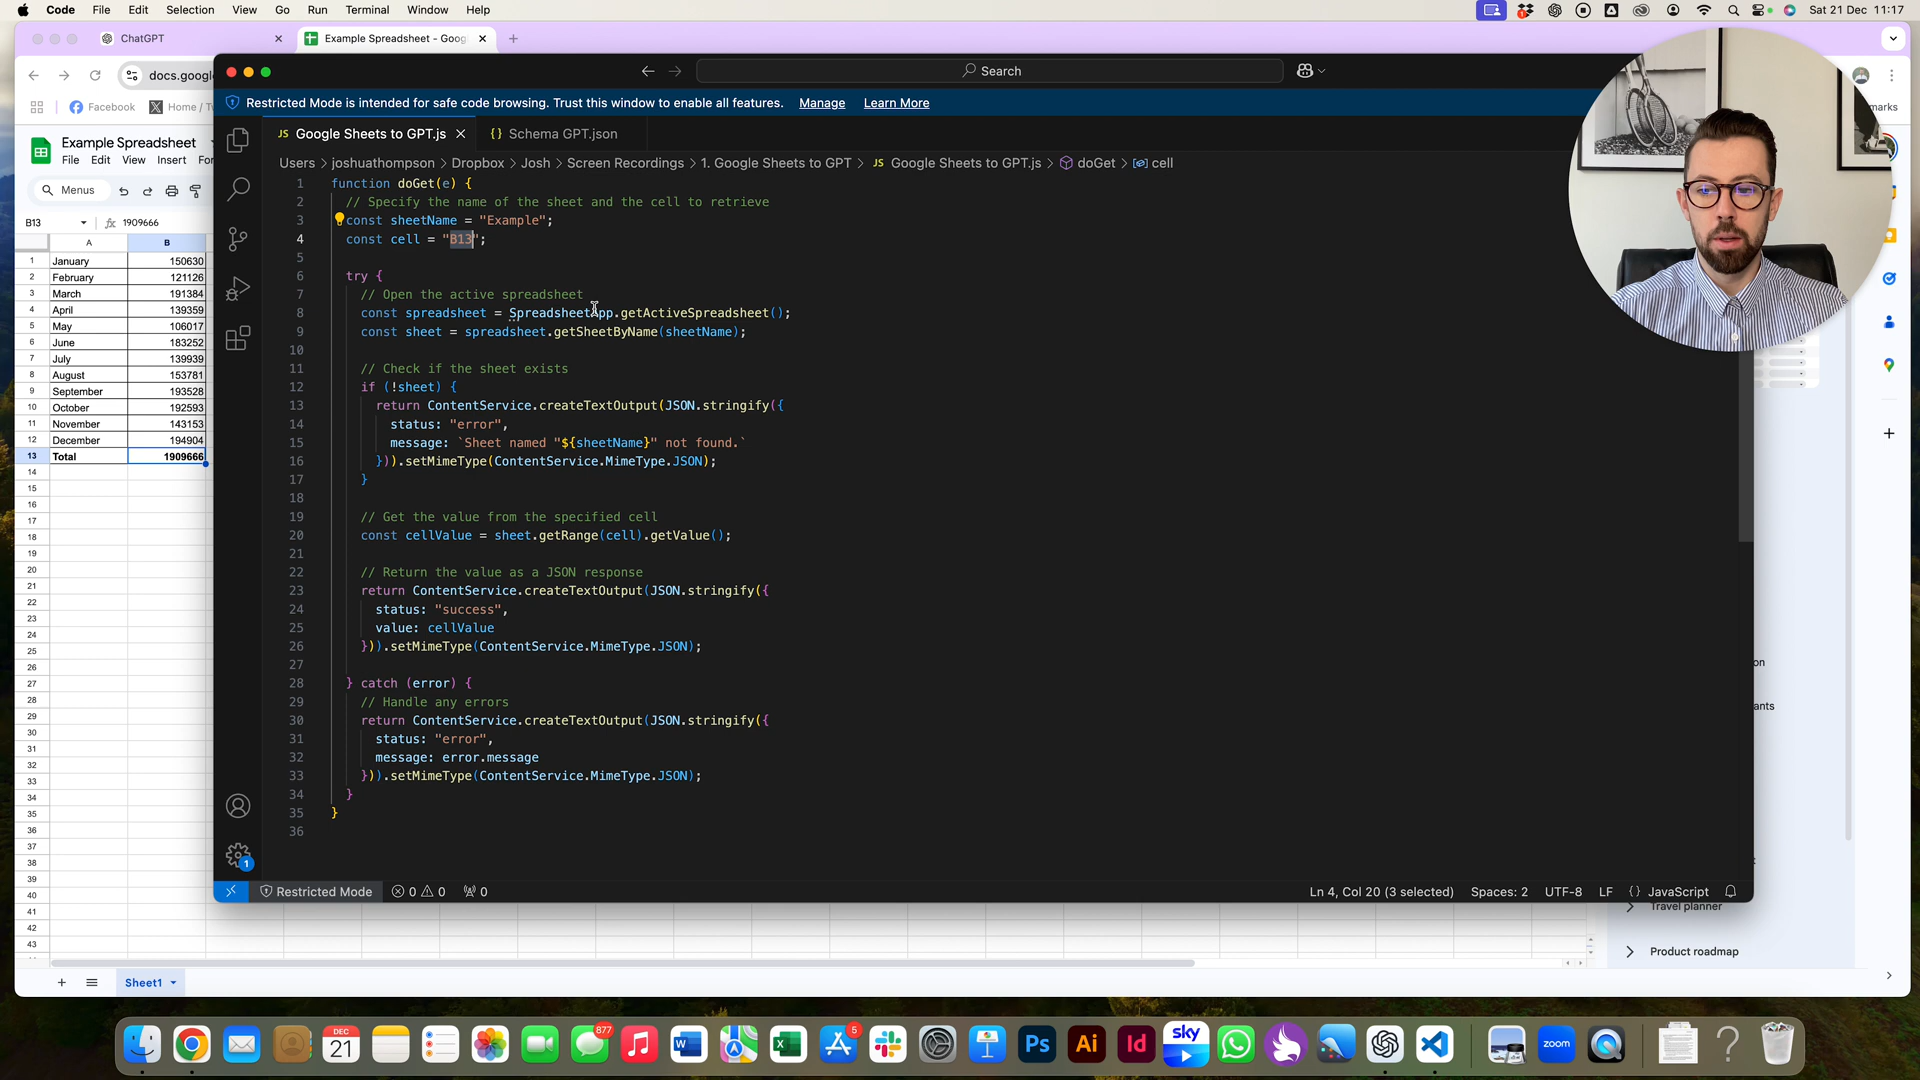 Code File Edit Selection View Go Run Terminal Window Help
Sat 21 Dec 11:17
ChatGPT
Example Spreadsheet - Goog
docs.googl
Facebook
Home / Tw
Search
Restricted Mode is intended for safe code browsing. Trust this window to enable all features. Manage Learn More
Google Sheets to GPT.js
Schema GPT.json
Users > joshuathompson > Dropbox > Josh > Screen Recordings > 1. Google Sheets to GPT > JS Google Sheets to GPT.js > doGet > cell
Example Spreadsheet
File Edit View Insert For
Menus
B13 fx 1909666
A B
1 January 150630
2 February 121126
3 March 191384
4 April 139359
5 May 106017
6 June 183252
7 July 139939
8 August 153781
9 September 193528
10 October 192593
11 November 143153
12 December 194904
13 Total 1909666
14
15
16
17
18
19
20
21
22
23
24
25
26
27
28
29
30
31
32
33
34
35
36
37
38
39
40
41
42
43
Sheet1
1 function doGet(e) {
2 // Specify the name of the sheet and the cell to retrieve
3 const sheetName = "Example";
4 const cell = "B13";
5
6 try {
7 // Open the active spreadsheet
8 const spreadsheet = SpreadsheetApp.getActiveSpreadsheet();
9 const sheet = spreadsheet.getSheetByName(sheetName);
10
11 // Check if the sheet exists
12 if (!sheet) {
13 return ContentService.createTextOutput(JSON.stringify({
14 status: "error",
15 message: `Sheet named "${sheetName}" not found.`
16 })).setMimeType(ContentService.MimeType.JSON);
17 }
18
19 // Get the value from the specified cell
20 const cellValue = sheet.getRange(cell).getValue();
21
22 // Return the value as a JSON response
23 return ContentService.createTextOutput(JSON.stringify({
24 status: "success",
25 value: cellValue
26 })).setMimeType(ContentService.MimeType.JSON);
27
28 } catch (error) {
29 // Handle any errors
30 return ContentService.createTextOutput(JSON.stringify({
31 status: "error",
32 message: error.message
33 })).setMimeType(ContentService.MimeType.JSON);
34 }
35 }
36
1
Restricted Mode 0 0 0
Ln 4, Col 20 (3 selected) Spaces: 2 UTF-8 LF {} JavaScript
marks
on
ants
Travel planner
Product roadmap
DEC
21
877
5
sky
Ps
Ai
Id
zoom